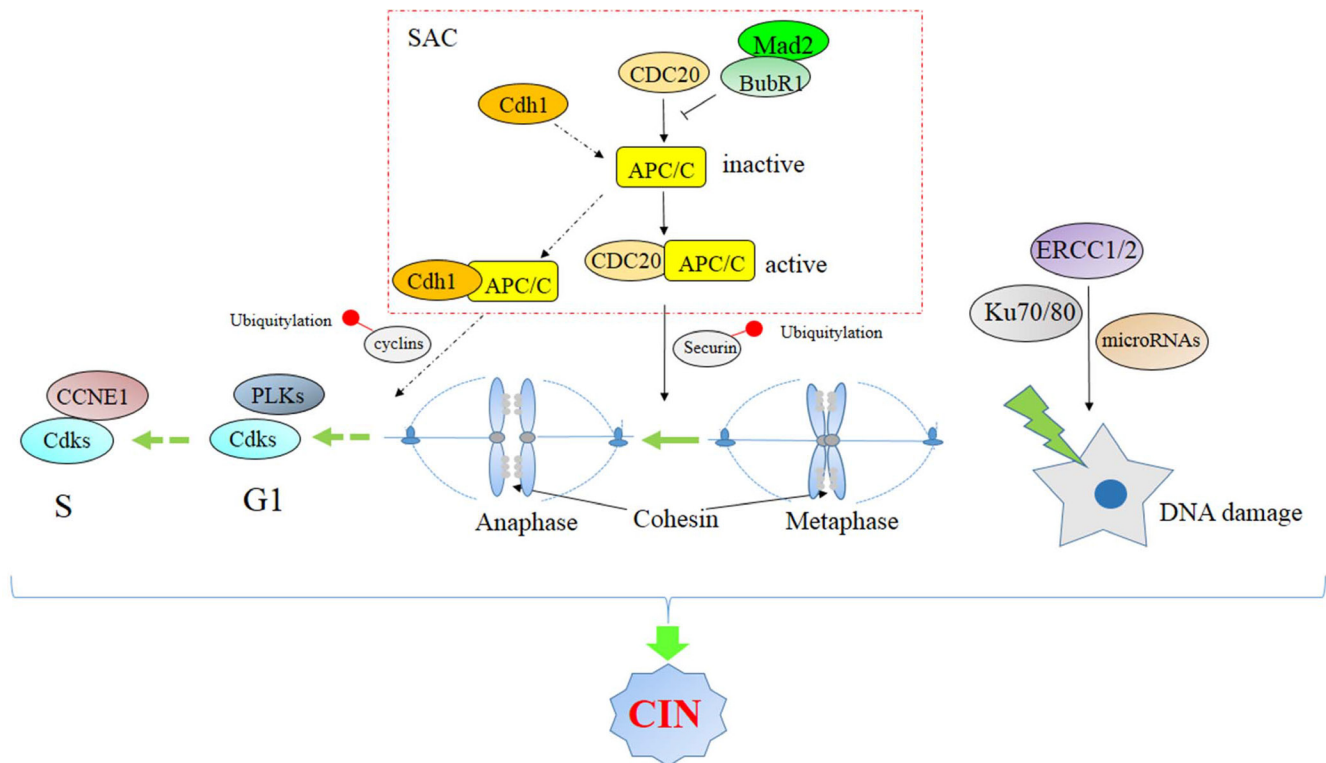 SAC
Mad2
CDC20
BubR1
Cdh1
APC/C
inactive
ERCC1/2
CDC20
APC/C
active
Cdh1
APC/C
Ku70/80
Ubiquitylation
cyclins
Securin
Ubiquitylation
microRNAs
CCNE1
PLKs
Cdks
Cdks
S
G1
Anaphase
Cohesin
Metaphase
DNA damage
CIN